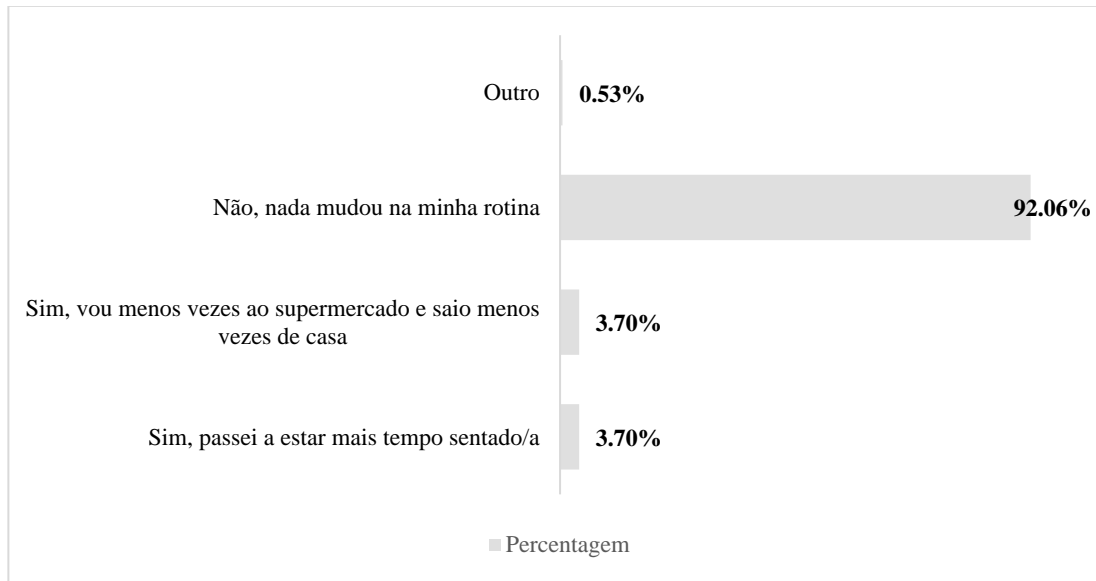 Outro
0.53%
Não, nada mudou na minha rotina
92.06%
Sim, vou menos vezes ao supermercado e saio menos
vezes de casa
3.70%
Sim, passei a estar mais tempo sentado/a
3.70%
Percentagem